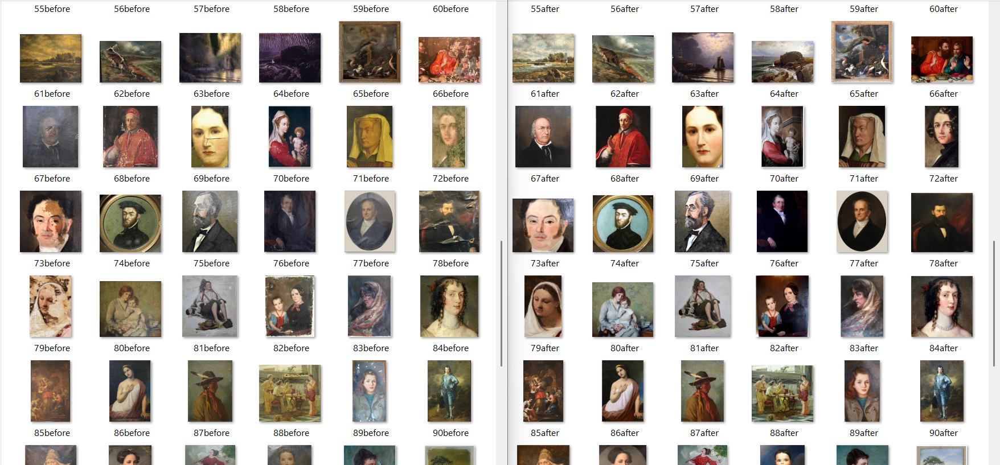 55before 56before 57before 58before 59before 60before 55after 56after 57after 58after 59after 60after
61before 62before 63before 64before 65before 66before 61after 62after 63after 64after 65after 66after
67before 68before 69before 70before 71before 72before 67after 68after 69after 70after 71after 72after
73before 74before 75before 76before 77before 78before 73after 74after 75after 76after 77after 78after
79before 80before 81before 82before 83before 84before 79after 80after 81after 82after 83after 84after
85before 86before 87before 88before 89before 90before 85after 86after 87after 88after 89after 90after